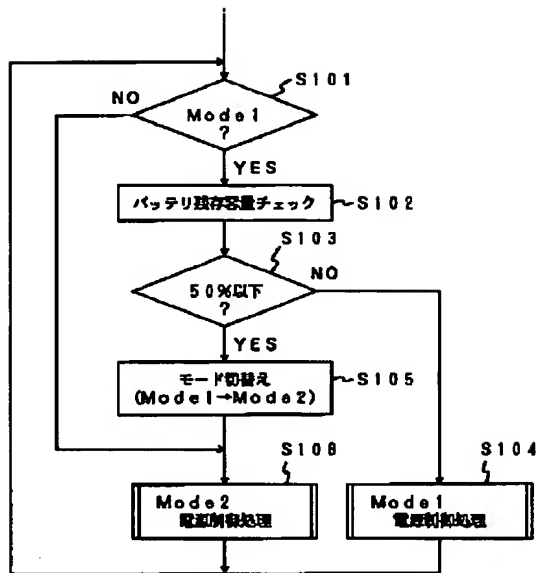 S101
NO
Mode1
?
YES
バッテリ残存容量チェック
S102
S103
NO
50%以下
?
YES
モード切替え
(Mode1→Mode2)
S105
S106
S104
Mode2
電源制御処理
Mode1
電源制御処理